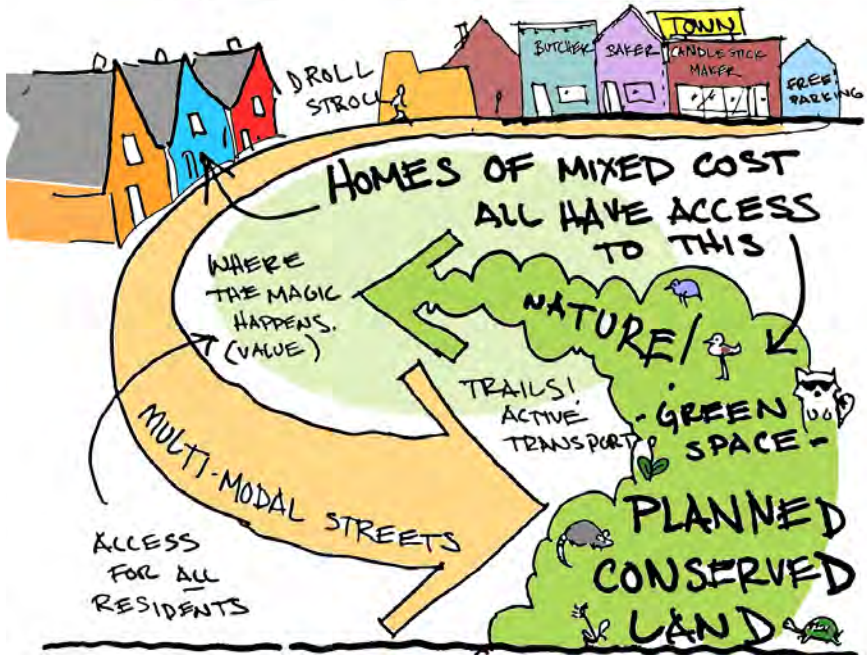 TOWN
DROLL
STROLL
BUTCHER
BAKER
CANDLESTICK
MAKER
FREE
PARKING
HOMES OF MIXED COST
ALL HAVE ACCESS
TO THIS
WHERE
THE MAGIC
HAPPENS.
(VALUE)
NATURE/
-GREEN
SPACE-
TRAILS!
ACTIVE
TRANSPORT
MULTI-MODAL STREETS
PLANNED
CONSERVED
LAND
ACCESS
FOR ALL
RESIDENTS